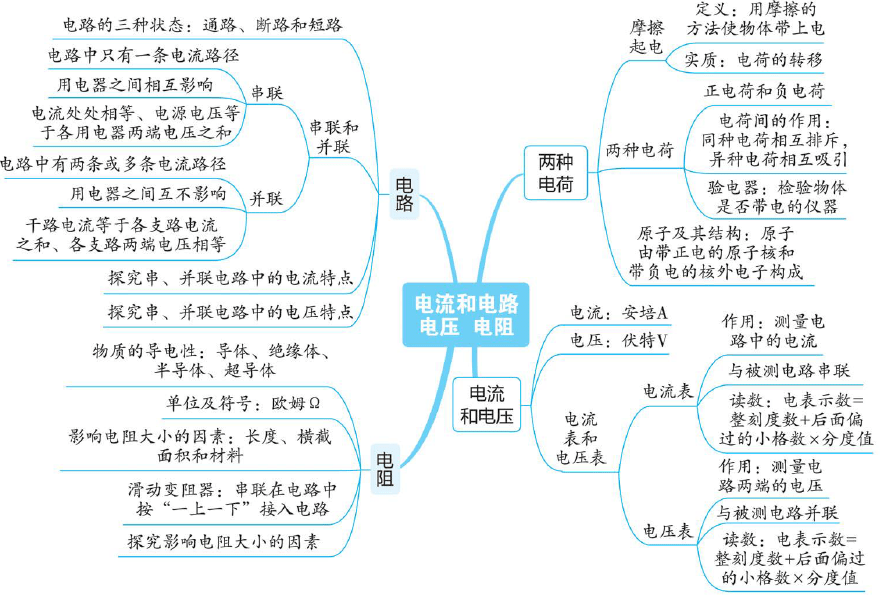 电路的三种状态：通路、断路和短路
电路中只有一条电流路径
用电器之间相互影响
电流处处相等、电源电压等
于各用电器两端电压之和
串联
串联和
并联
电路中有两条或多条电流路径
用电器之间互不影响
干路电流等于各支路电流
之和、各支路两端电压相等
并联
探究串、并联电路中的电流特点
探究串、并联电路中的电压特点
电
路
物质的导电性：导体、绝缘体、
半导体、超导体
单位及符号：欧姆Ω
影响电阻大小的因素：长度、横截
面积和材料
滑动变阻器：串联在电路中
按“一上一下”接入电路
探究影响电阻大小的因素
电
阻
电流和电路
电压 电阻
两种
电荷
摩擦
起电
定义：用摩擦的
方法使物体带上电
实质：电荷的转移
两种电荷
正电荷和负电荷
电荷间的作用：
同种电荷相互排斥，
异种电荷相互吸引
验电器：检验物体
是否带电的仪器
原子及其结构：原子
由带正电的原子核和
带负电的核外电子构成
电流
和电压
电流：安培A
电压：伏特V
电流
表和
电压表
电流表
作用：测量电
路中的电流
与被测电路串联
读数：电表示数=
整刻度数+后面偏
过的小格数×分度值
电压表
作用：测量电
路两端的电压
与被测电路并联
读数：电表示数=
整刻度数+后面偏过
的小格数×分度值